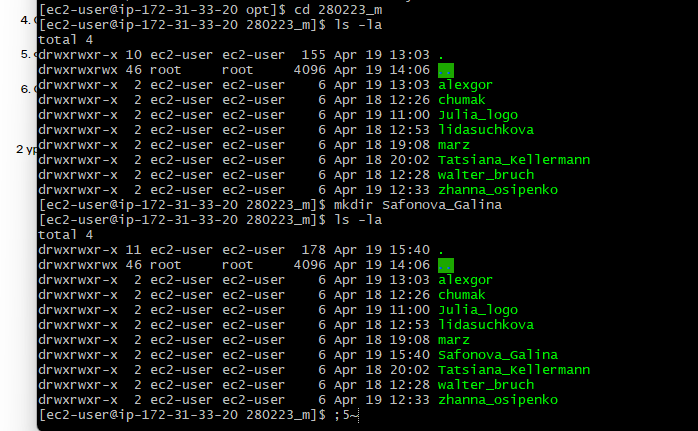 [ec2-user@ip-172-31-33-20 opt]$ cd 280223_m
[ec2-user@ip-172-31-33-20 280223_m]$ ls -la
total 4
drwxrwxr-x 10 ec2-user ec2-user  155 Apr 19 13:03 .
drwxrwxrwx 46 root     root     4096 Apr 19 14:06 ..
drwxrwxr-x  2 ec2-user ec2-user    6 Apr 19 13:03 alexgor
drwxrwxr-x  2 ec2-user ec2-user    6 Apr 18 12:26 chumak
drwxrwxr-x  2 ec2-user ec2-user    6 Apr 19 11:00 Julia_logo
drwxrwxr-x  2 ec2-user ec2-user    6 Apr 18 12:53 lidasuchkova
drwxrwxr-x  2 ec2-user ec2-user    6 Apr 18 19:08 marz
drwxrwxr-x  2 ec2-user ec2-user    6 Apr 18 20:02 Tatsiana_Kellermann
drwxrwxr-x  2 ec2-user ec2-user    6 Apr 18 12:28 walter_bruch
drwxrwxr-x  2 ec2-user ec2-user    6 Apr 19 12:33 zhanna_osipenko
[ec2-user@ip-172-31-33-20 280223_m]$ mkdir Safonova_Galina
[ec2-user@ip-172-31-33-20 280223_m]$ ls -la
total 4
drwxrwxr-x 11 ec2-user ec2-user  178 Apr 19 15:40 .
drwxrwxrwx 46 root     root     4096 Apr 19 14:06 ..
drwxrwxr-x  2 ec2-user ec2-user    6 Apr 19 13:03 alexgor
drwxrwxr-x  2 ec2-user ec2-user    6 Apr 18 12:26 chumak
drwxrwxr-x  2 ec2-user ec2-user    6 Apr 19 11:00 Julia_logo
drwxrwxr-x  2 ec2-user ec2-user    6 Apr 18 12:53 lidasuchkova
drwxrwxr-x  2 ec2-user ec2-user    6 Apr 18 19:08 marz
drwxrwxr-x  2 ec2-user ec2-user    6 Apr 19 15:40 Safonova_Galina
drwxrwxr-x  2 ec2-user ec2-user    6 Apr 18 20:02 Tatsiana_Kellermann
drwxrwxr-x  2 ec2-user ec2-user    6 Apr 18 12:28 walter_bruch
drwxrwxr-x  2 ec2-user ec2-user    6 Apr 19 12:33 zhanna_osipenko
[ec2-user@ip-172-31-33-20 280223_m]$ ;5~
4.
5.
6.
2 ур